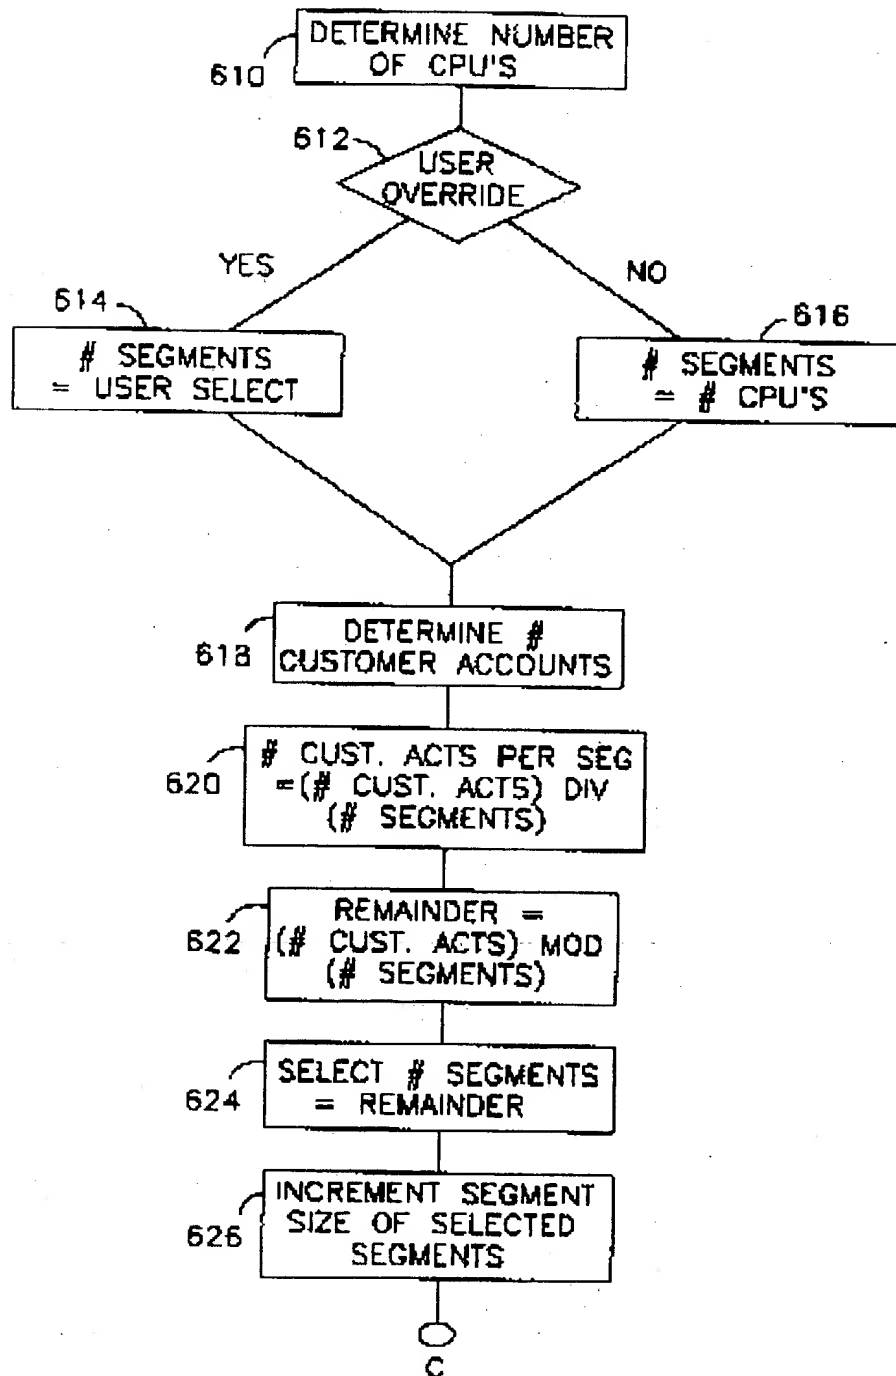 DETERMINE NUMBER
OF CPU'S
610
612
USER
OVERRIDE
YES
NO
614
# SEGMENTS
= USER SELECT
616
# SEGMENTS
= # CPU'S
DETERMINE #
CUSTOMER ACCOUNTS
618
# CUST. ACTS PER SEG
=(# CUST. ACTS) DIV
(# SEGMENTS)
620
REMAINDER =
(# CUST. ACTS) MOD
(# SEGMENTS)
622
SELECT # SEGMENTS
= REMAINDER
624
INCREMENT SEGMENT
SIZE OF SELECTED
SEGMENTS
626
C